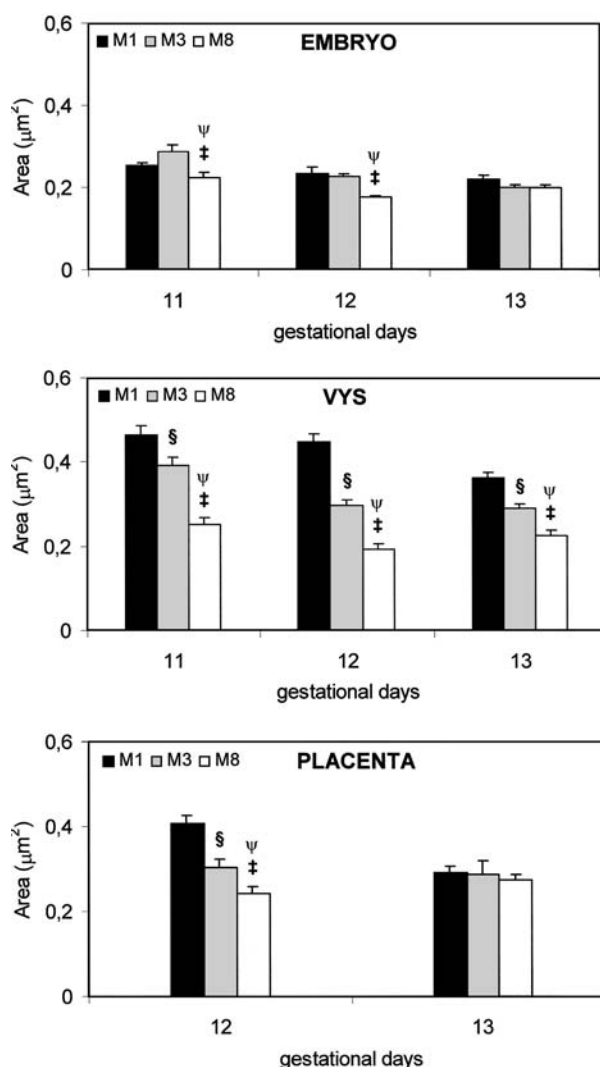 0,6
M1 M3 M8 EMBRYO
Area (μm²)
0,4
ψ ψ
‡ ‡
0,2
0
11 12 13
gestational days
0,6
M1 M3 M8 VYS
Area (μm²)
§
0,4
ψ § § ψ
‡ ψ ‡
‡
0,2
0
11 12 13
gestational days
0,6
M1 M3 M8 PLACENTA
Area (μm²)
0,4
§ ψ
‡
0,2
0
12 13
gestational days